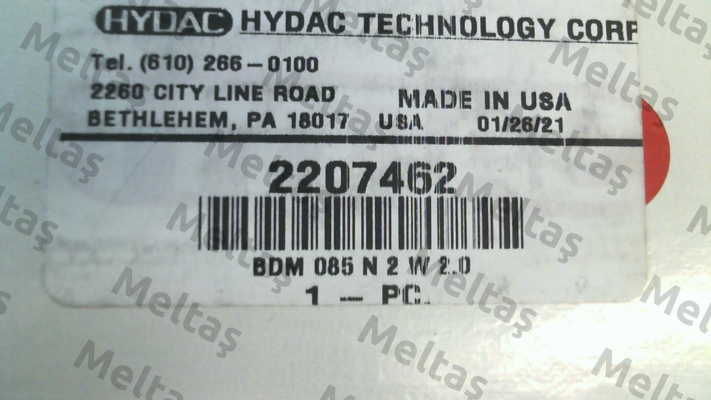 HYDAC HYDAC TECHNOLOGY CORP
Tel. (610) 266-0100
2260 CITY LINE ROAD MADE IN USA
BETHLEHEM, PA 18017 USA 01/26/21
2207462
BDM 085 N 2 W 2.0
1 - PC.
Meltaş